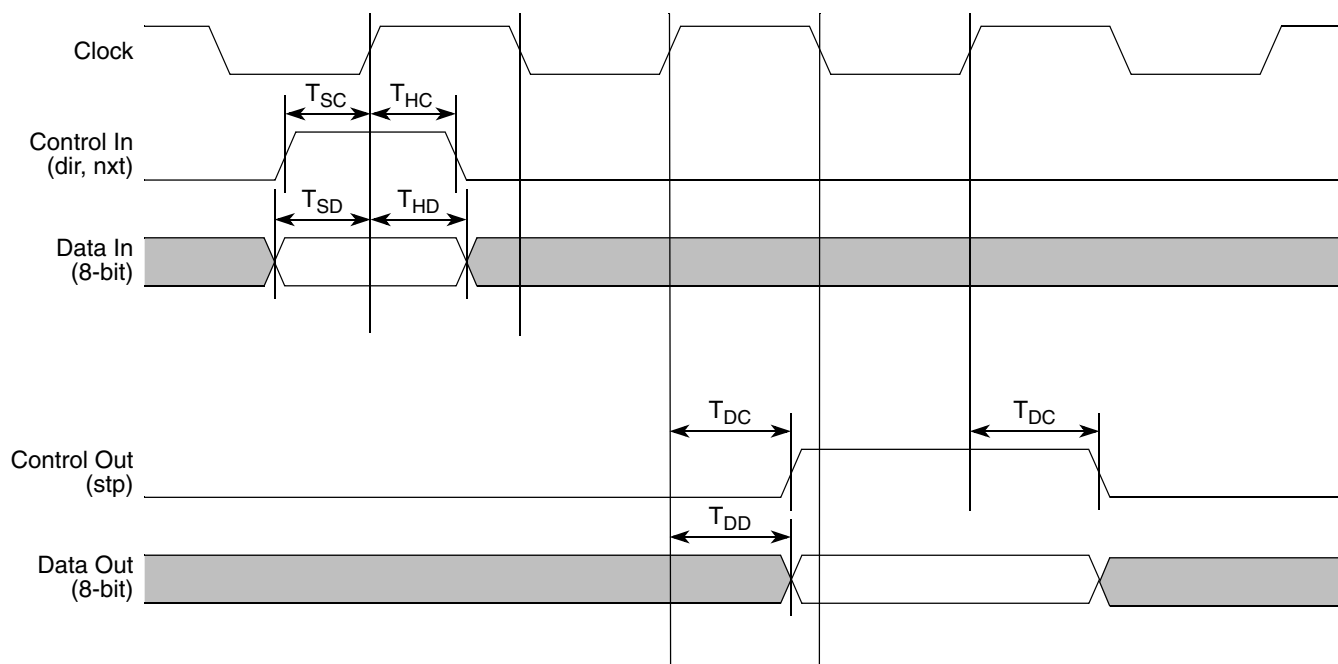 Clock
T_SC T_HC
Control In
(dir, nxt)
T_SD T_HD
Data In
(8-bit)
T_DC T_DC
Control Out
(stp)
T_DD
Data Out
(8-bit)